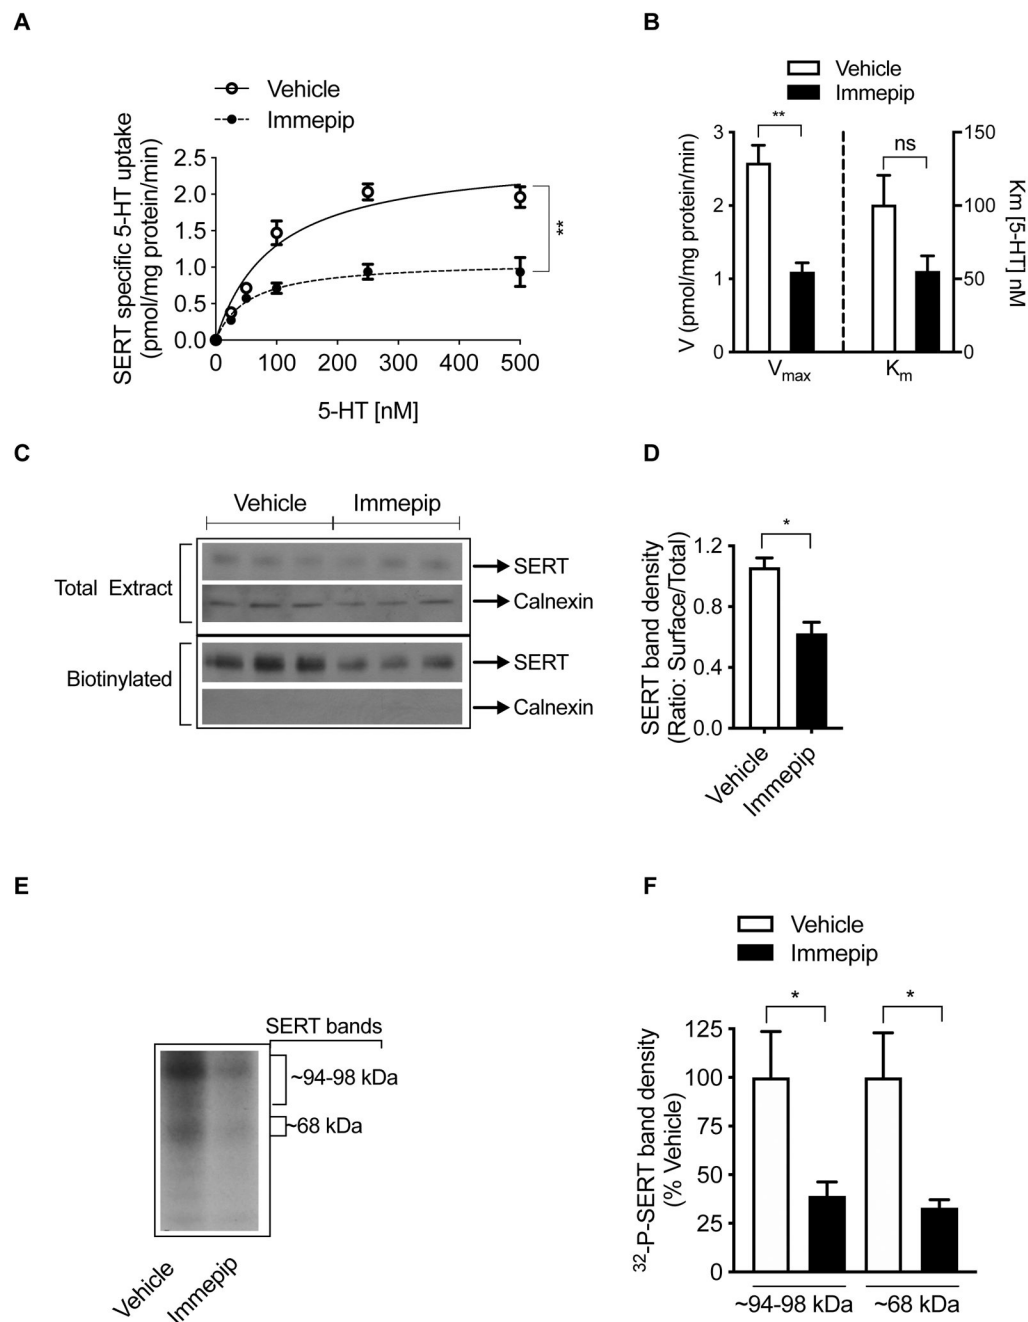 A
Vehicle
Immepip
SERT specific 5-HT uptake
(pmol/mg protein/min)
2.5
2.0
1.5
1.0
0.5
0.0
0 100 200 300 400 500
5-HT [nM]
**
B
Vehicle
Immepip
V (pmol/mg protein/min)
3
2
1
0
**
ns
150
100
50
0
Km [5-HT] nM
Vmax Km
C
Vehicle Immepip
Total Extract
SERT
Calnexin
Biotinylated
SERT
Calnexin
D
SERT band density
(Ratio: Surface/Total)
1.2
0.8
0.4
0.0
*
Vehicle
Immepip
E
SERT bands
~94-98 kDa
~68 kDa
Vehicle
Immepip
F
Vehicle
Immepip
32-P-SERT band density
(% Vehicle)
125
100
75
50
25
0
* *
~94-98 kDa ~68 kDa